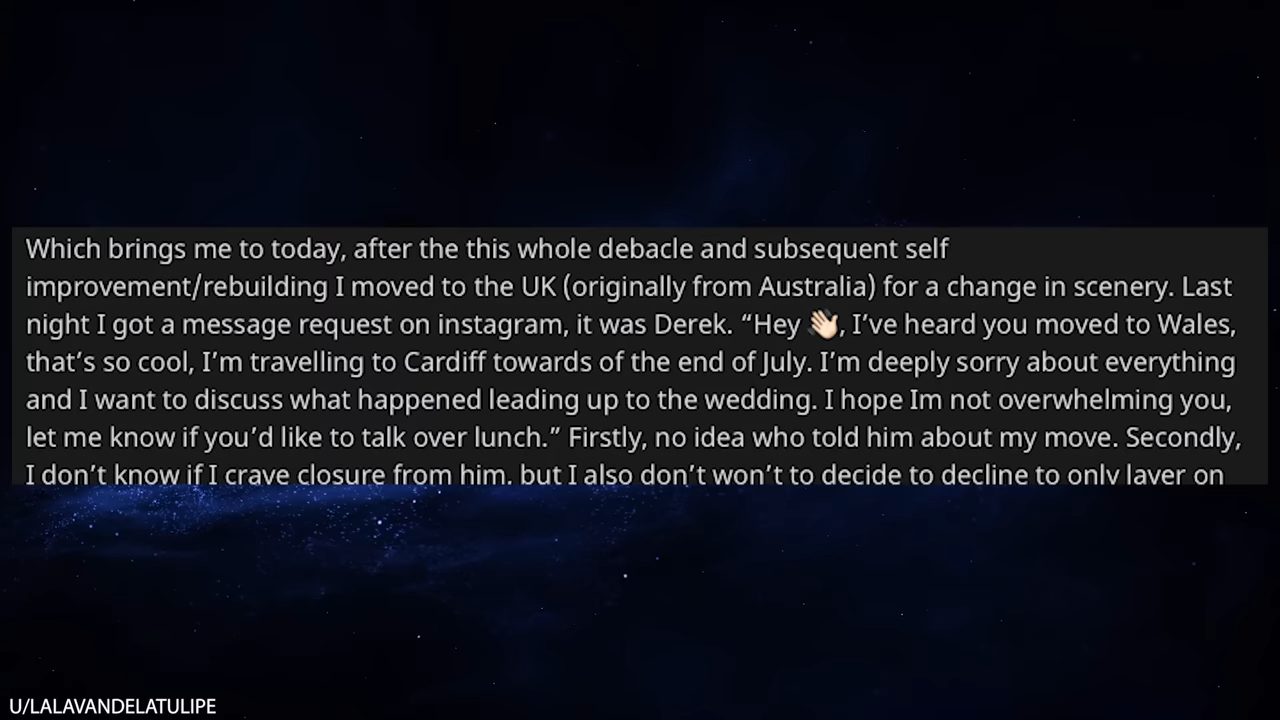 Which brings me to today, after the this whole debacle and subsequent self
improvement/rebuilding I moved to the UK (originally from Australia) for a change in scenery. Last
night I got a message request on instagram, it was Derek. “Hey 👋🏻, I’ve heard you moved to Wales,
that’s so cool, I’m travelling to Cardiff towards of the end of July. I’m deeply sorry about everything
and I want to discuss what happened leading up to the wedding. I hope Im not overwhelming you,
let me know if you’d like to talk over lunch.” Firstly, no idea who told him about my move. Secondly,
I don’t know if I crave closure from him, but I also don’t won’t to decide to decline to only layer on
U/LALAVANDELATULIPE